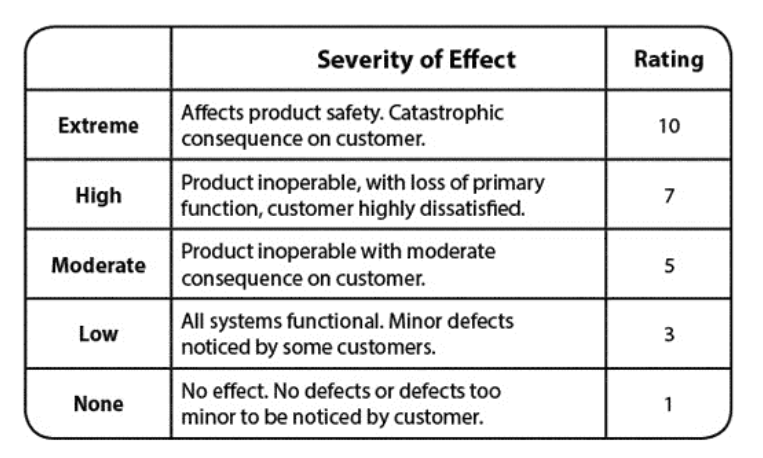 Severity of Effect
Rating
Extreme
Affects product safety. Catastrophic
consequence on customer.
10
High
Product inoperable, with loss of primary
function, customer highly dissatisfied.
7
Moderate
Product inoperable with moderate
consequence on customer.
5
Low
All systems functional. Minor defects
noticed by some customers.
3
None
No effect. No defects or defects too
minor to be noticed by customer.
1